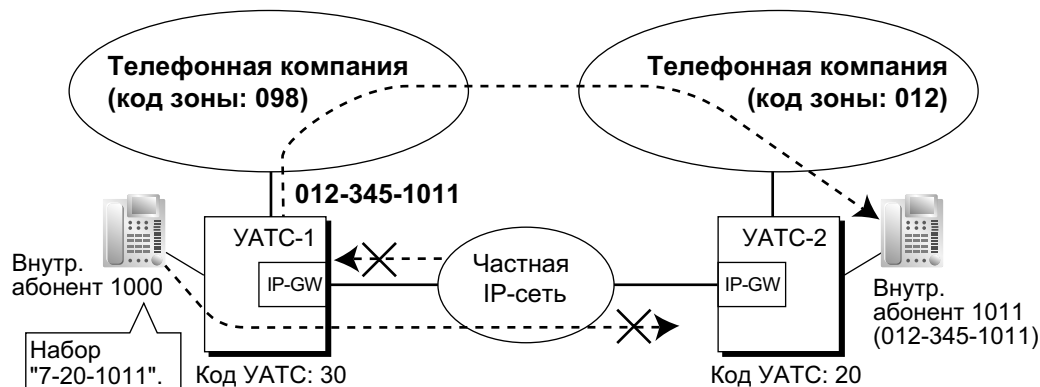 Телефонная компания
(код зоны: 098)
Телефонная компания
(код зоны: 012)
012-345-1011
УАТС-1
IP-GW
Внутр.
абонент 1000
Набор
"7-20-1011".
Код УАТС: 30
Частная
IP-сеть
УАТС-2
IP-GW
Внутр.
абонент 1011
(012-345-1011)
Код УАТС: 20